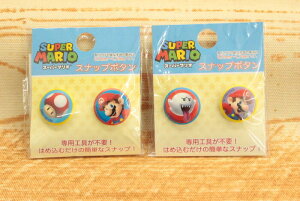 SUPER
MARIO
スーパーマリオ
スナップボタン
専用工具が不要!
はめ込むだけの簡単なスナップ!
SUPER
MARIO
スーパーマリオ
スナップボタン
専用工具が不要!
はめ込むだけの簡単なスナップ!